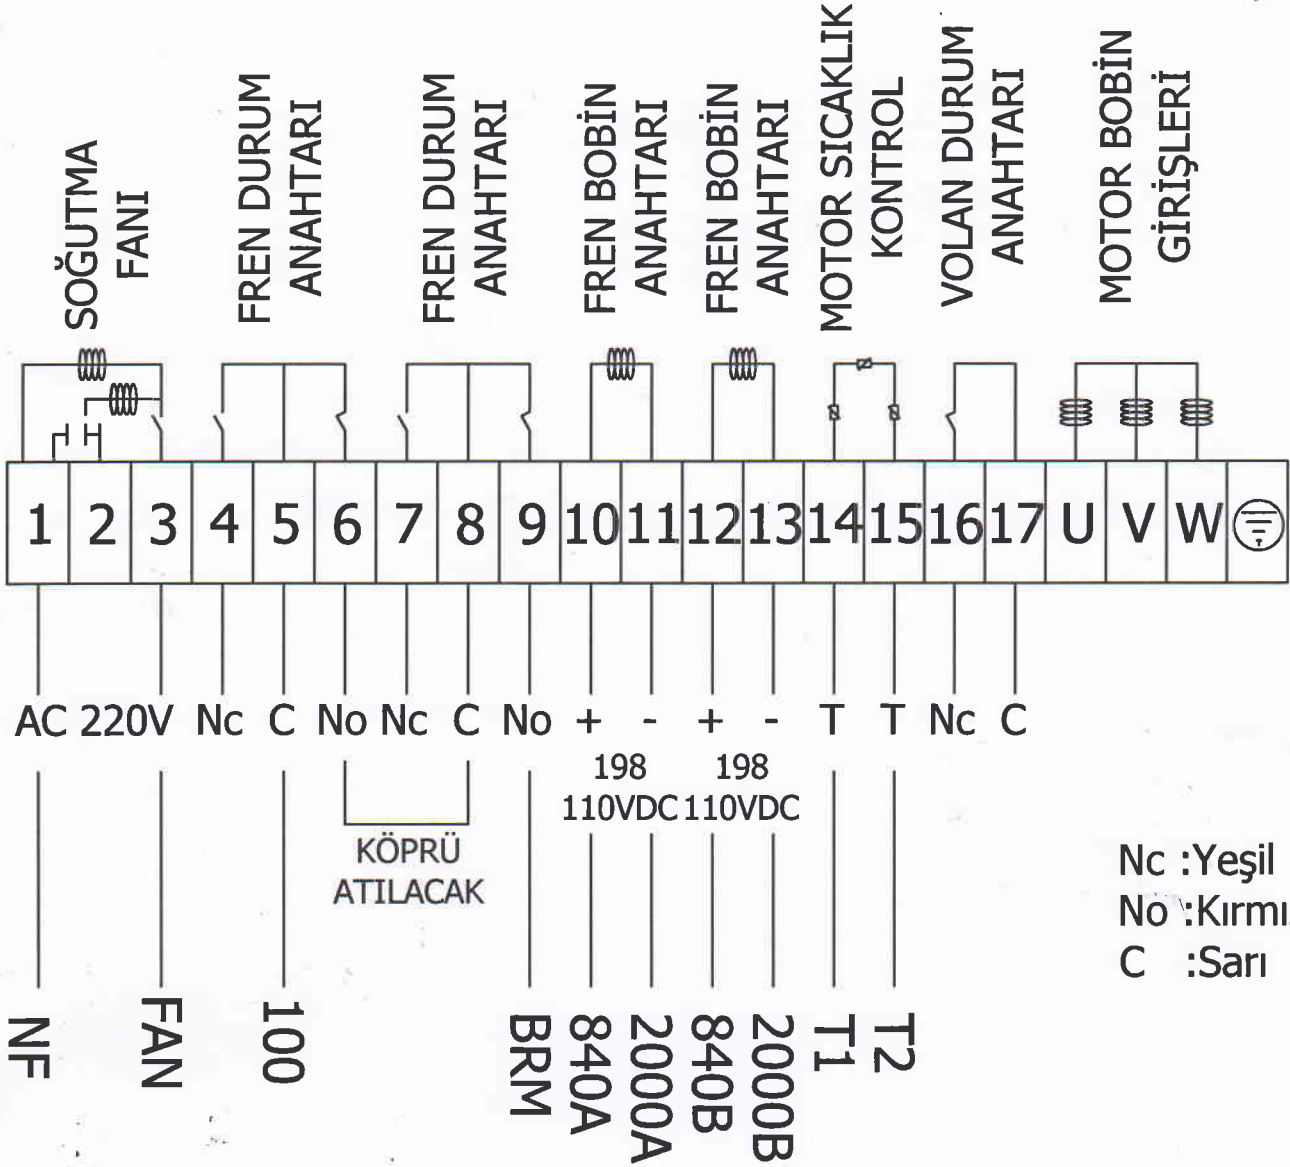 SOĞUTMA
FANI
FREN DURUM
ANAHTARI
FREN DURUM
ANAHTARI
FREN BOBİN
ANAHTARI
FREN BOBİN
ANAHTARI
MOTOR SICAKLIK
KONTROL
VOLAN DURUM
ANAHTARI
MOTOR BOBİN
GİRİŞLERİ
1 2 3 4 5 6 7 8 9 10 11 12 13 14 15 16 17 U V W
AC 220V Nc C No Nc C No + - + - T T Nc C
198 198
110VDC 110VDC
KÖPRÜ
ATILACAK
Nc :Yeşil
No :Kırmı
C :Sarı
NF
FAN
100
BRM
840A
2000A
840B
2000B
T1
T2